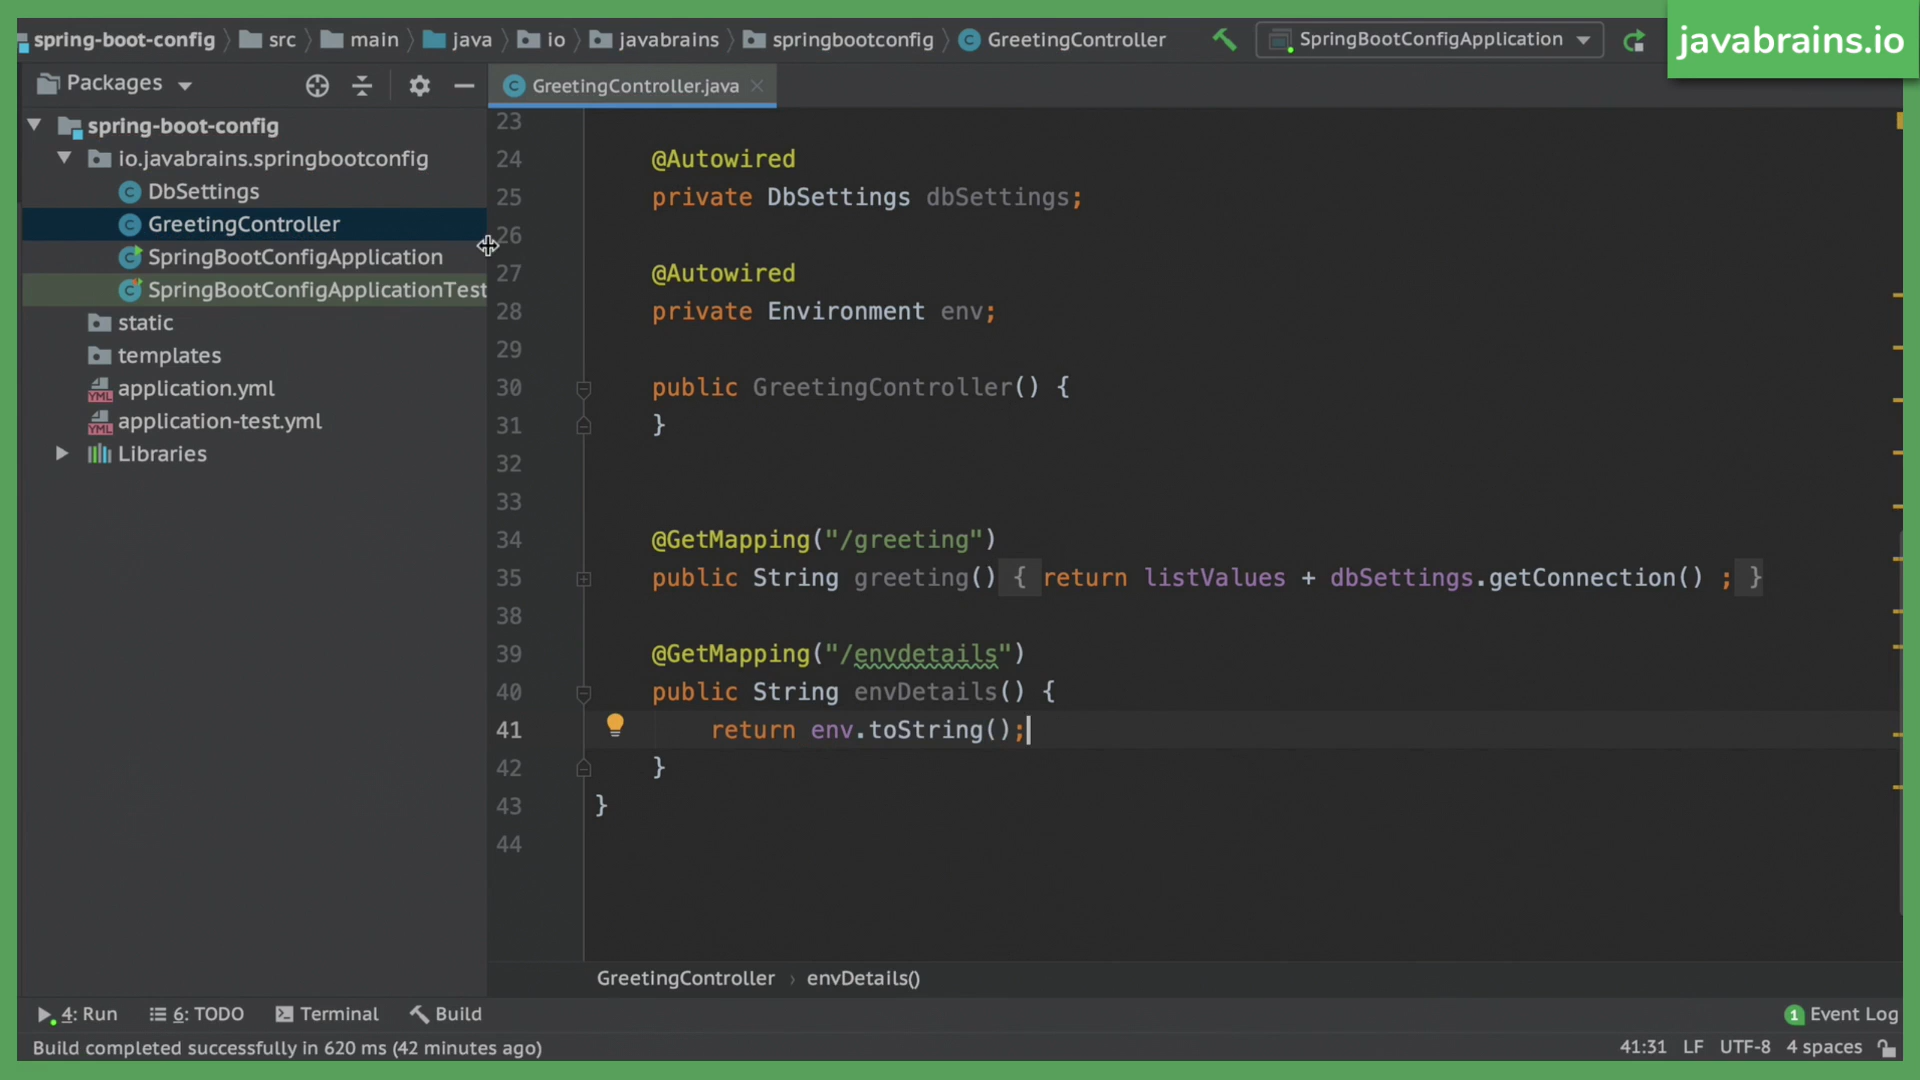 spring-boot-config 〉 src 〉 main 〉 java 〉 io 〉 javabrains 〉 springbootconfig 〉 GreetingController
SpringBootConfigApplication
javabrains.io
Packages
GreetingController.java
spring-boot-config
io.javabrains.springbootconfig
DbSettings
GreetingController
SpringBootConfigApplication
SpringBootConfigApplicationTest
static
templates
application.yml
application-test.yml
Libraries
23
24 @Autowired
25 private DbSettings dbSettings;
26
27 @Autowired
28 private Environment env;
29
30 public GreetingController() {
31 }
32
33
34 @GetMapping("/greeting")
35 public String greeting() { return listValues + dbSettings.getConnection() ; }
38
39 @GetMapping("/envdetails")
40 public String envDetails() {
41 return env.toString();
42 }
43 }
44
GreetingController › envDetails()
4: Run 6: TODO Terminal Build
1 Event Log
Build completed successfully in 620 ms (42 minutes ago)
41:31 LF UTF-8 4 spaces